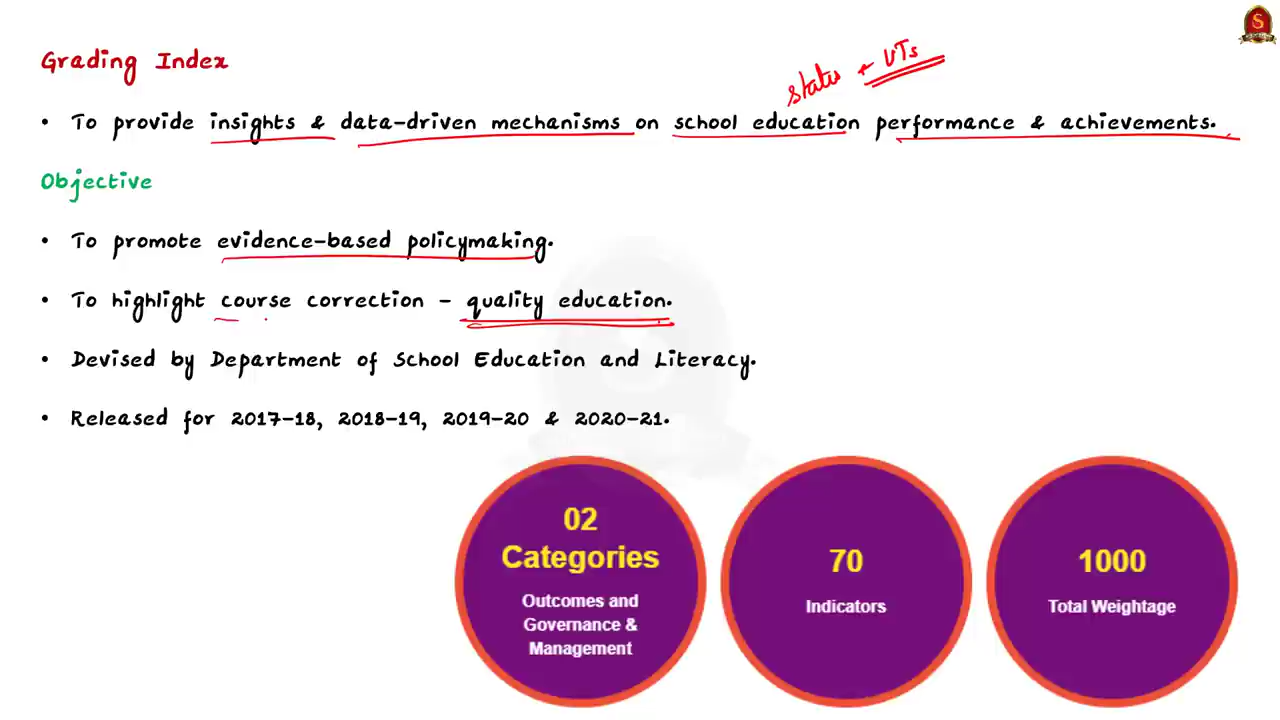 Grading Index
States & UTs
• To provide insights & data-driven mechanisms on school education performance & achievements.
Objective
• To promote evidence-based policymaking.
• To highlight course correction – quality education.
• Devised by Department of School Education and Literacy.
• Released for 2017-18, 2018-19, 2019-20 & 2020-21.
02
Categories
Outcomes and
Governance &
Management
70
Indicators
1000
Total Weightage